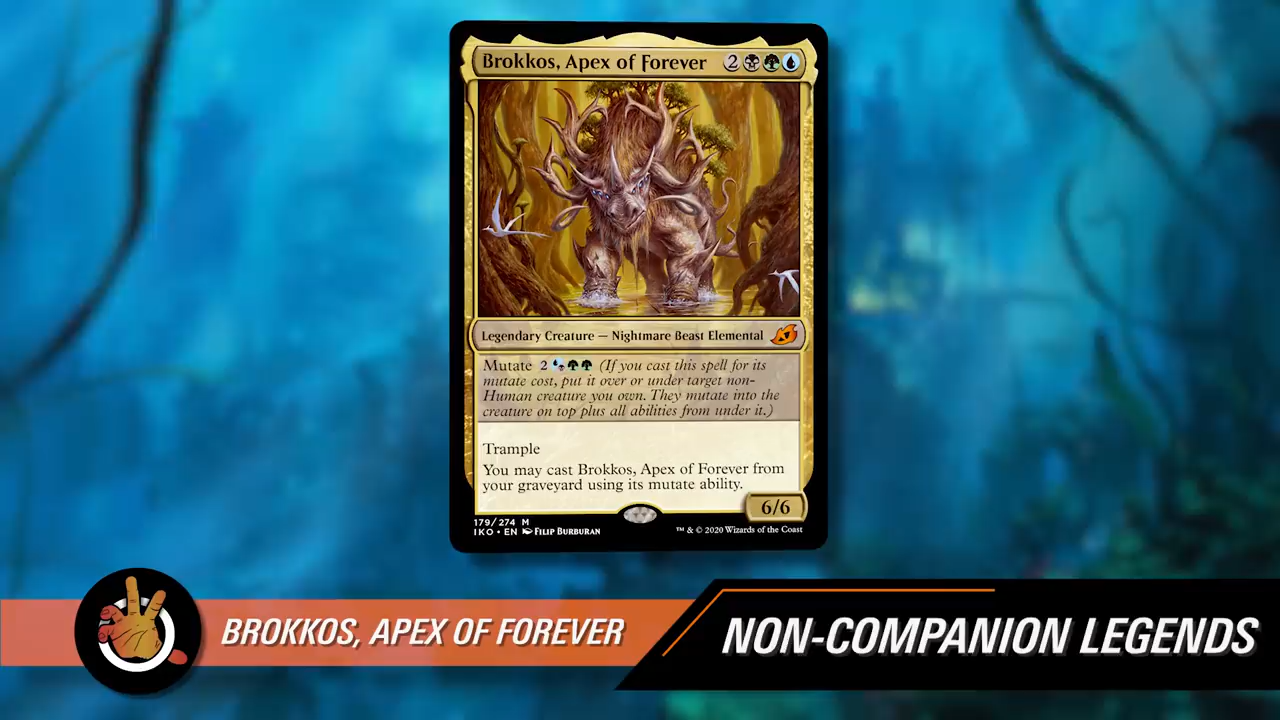 Brokkos, Apex of Forever 2
Legendary Creature — Nightmare Beast Elemental
Mutate 2 (If you cast this spell for its
mutate cost, put it over or under target non-
Human creature you own. They mutate into the
creature on top plus all abilities from under it.)
Trample
You may cast Brokkos, Apex of Forever from
your graveyard using its mutate ability.
6/6
179/274 M
IKO • EN Filip Burburan
™ & © 2020 Wizards of the Coast
BROKKOS, APEX OF FOREVER
NON-COMPANION LEGENDS